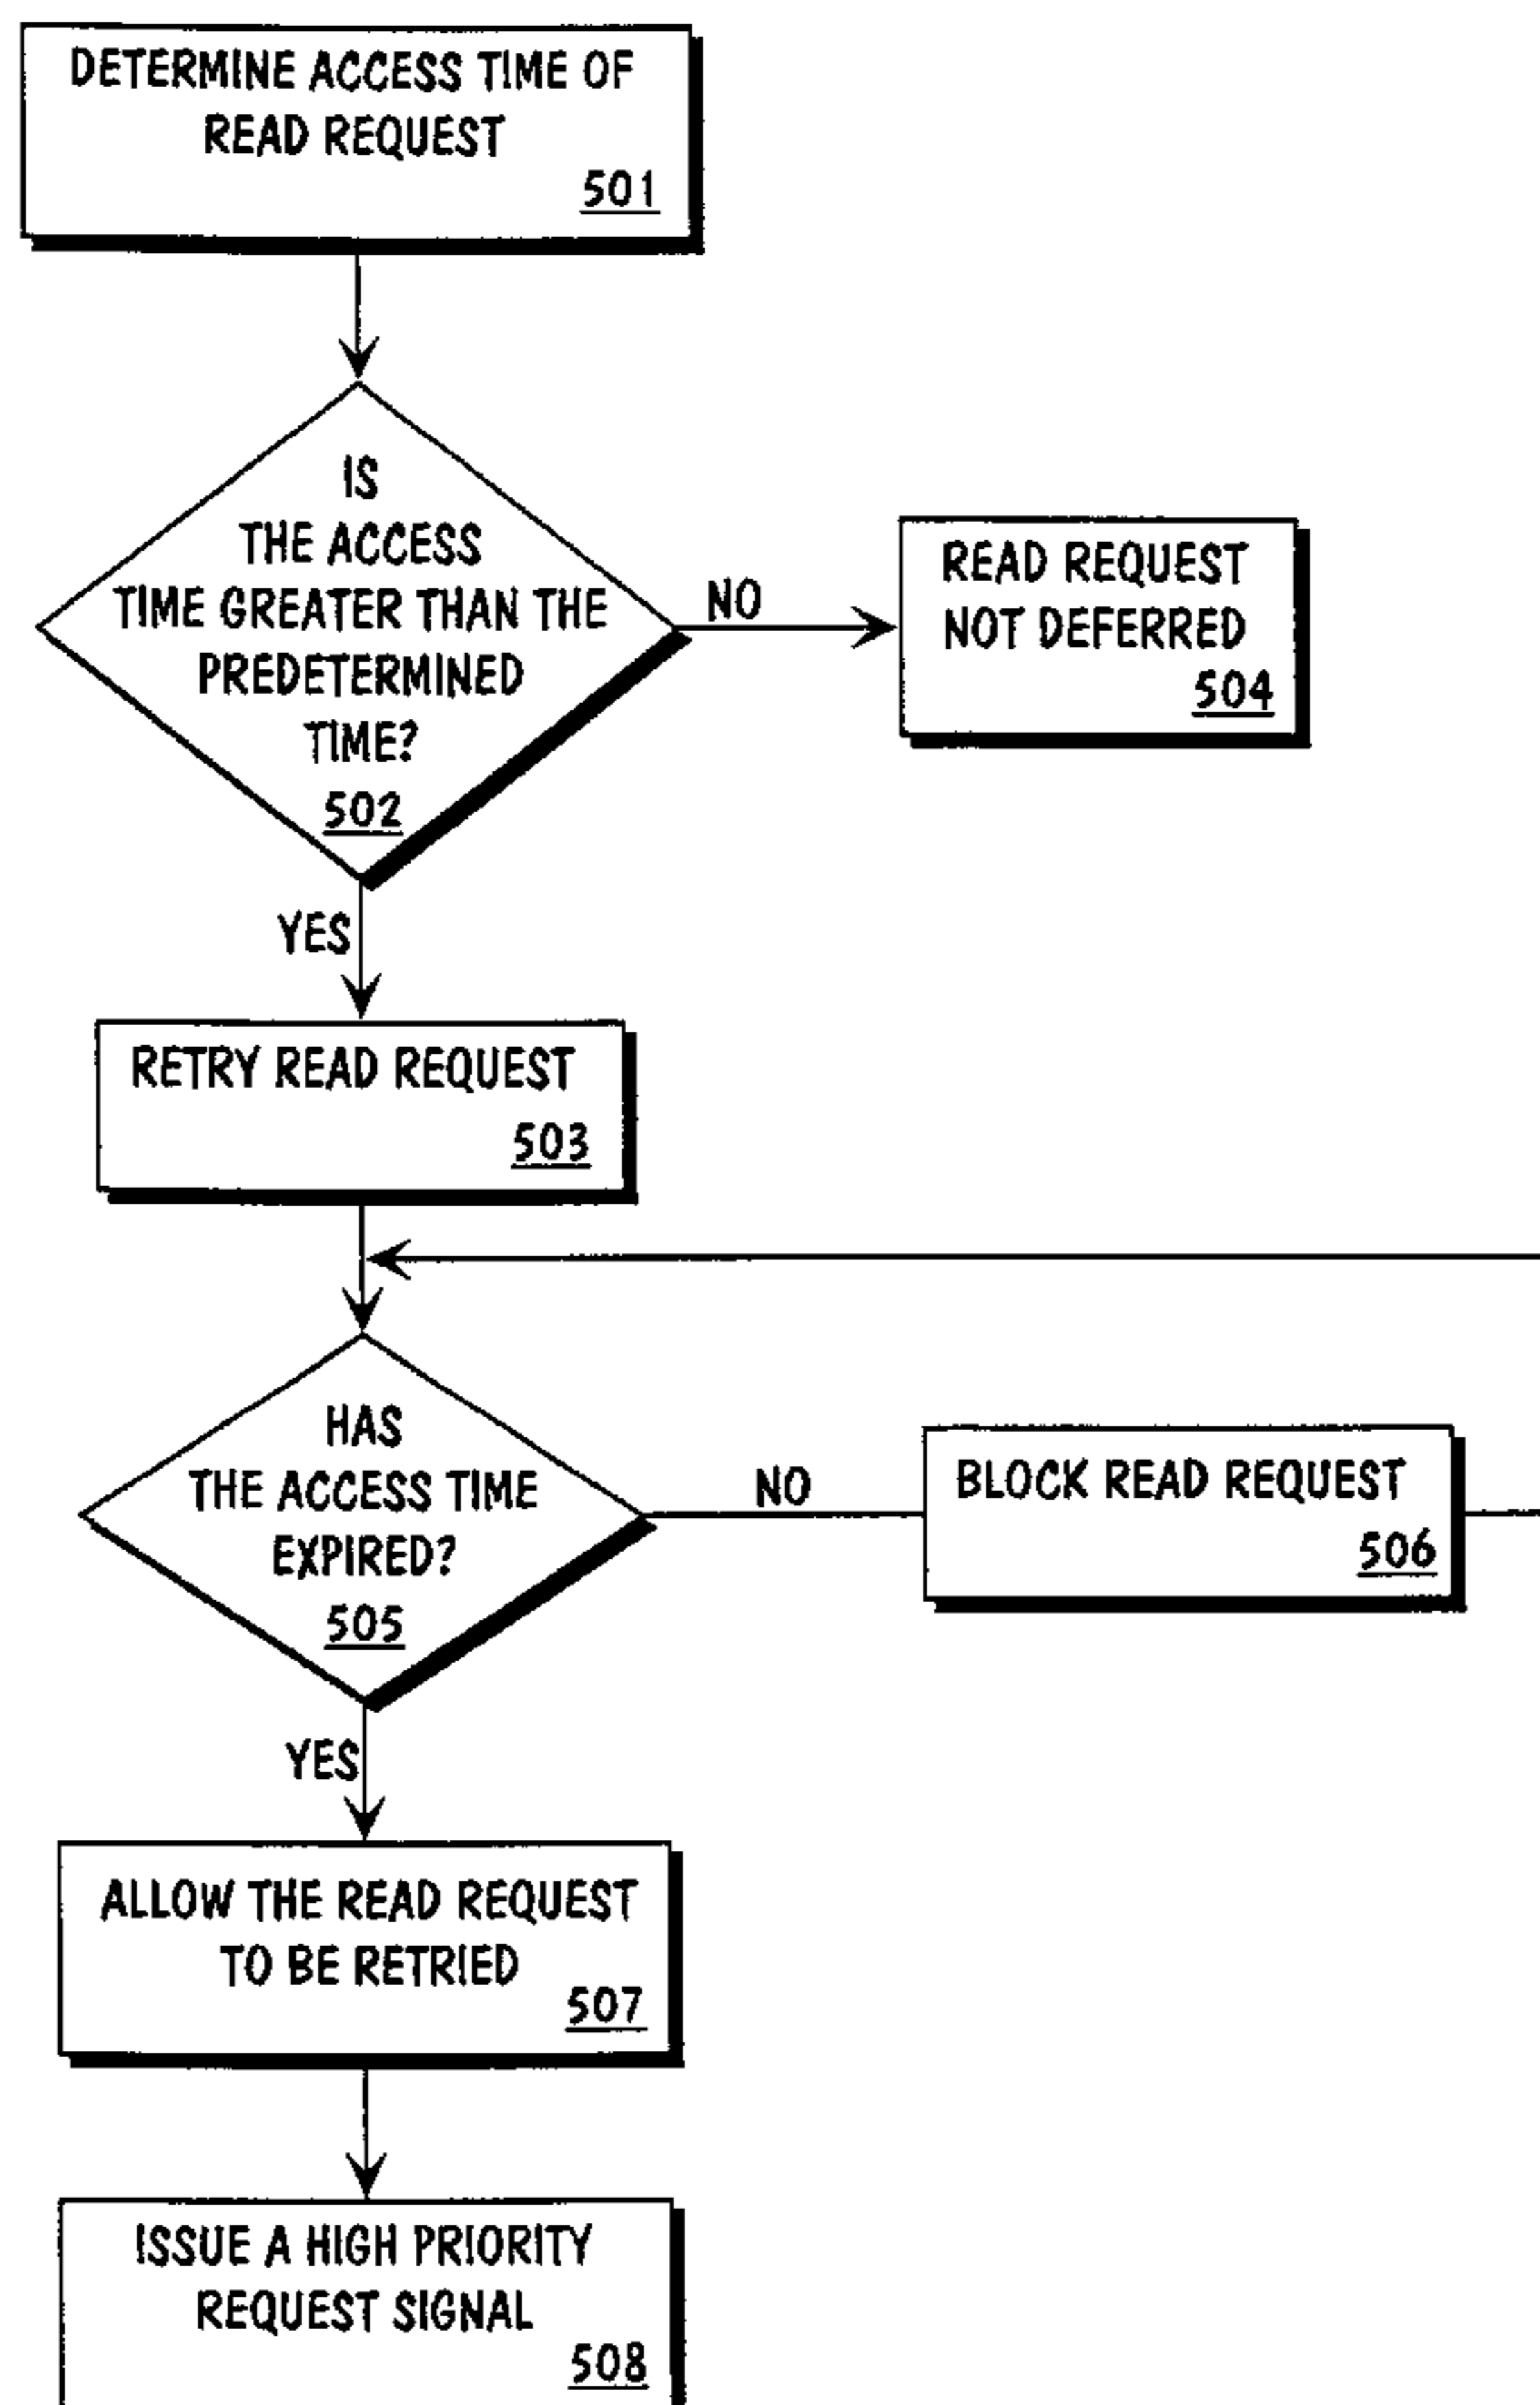 DETERMINE ACCESS TIME OF
READ REQUEST
501
IS
THE ACCESS
TIME GREATER THAN THE
PREDETERMINED
TIME?
502
NO
READ REQUEST
NOT DEFERRED
504
YES
RETRY READ REQUEST
503
HAS
THE ACCESS TIME
EXPIRED?
505
NO
BLOCK READ REQUEST
506
YES
ALLOW THE READ REQUEST
TO BE RETRIED
507
ISSUE A HIGH PRIORITY
REQUEST SIGNAL
508